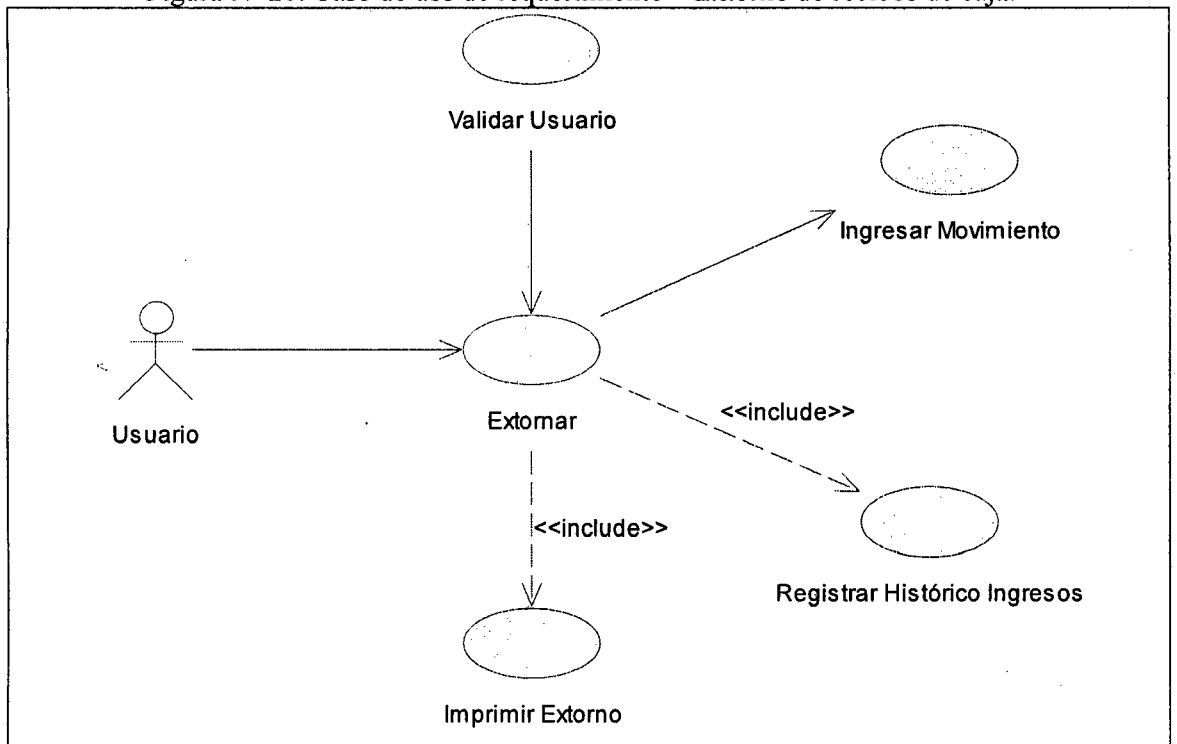 Validar Usuario
Ingresar Movimiento
Usuario
Extornar
<<include>>
<<include>>
Registrar Histórico Ingresos
Imprimir Extorno